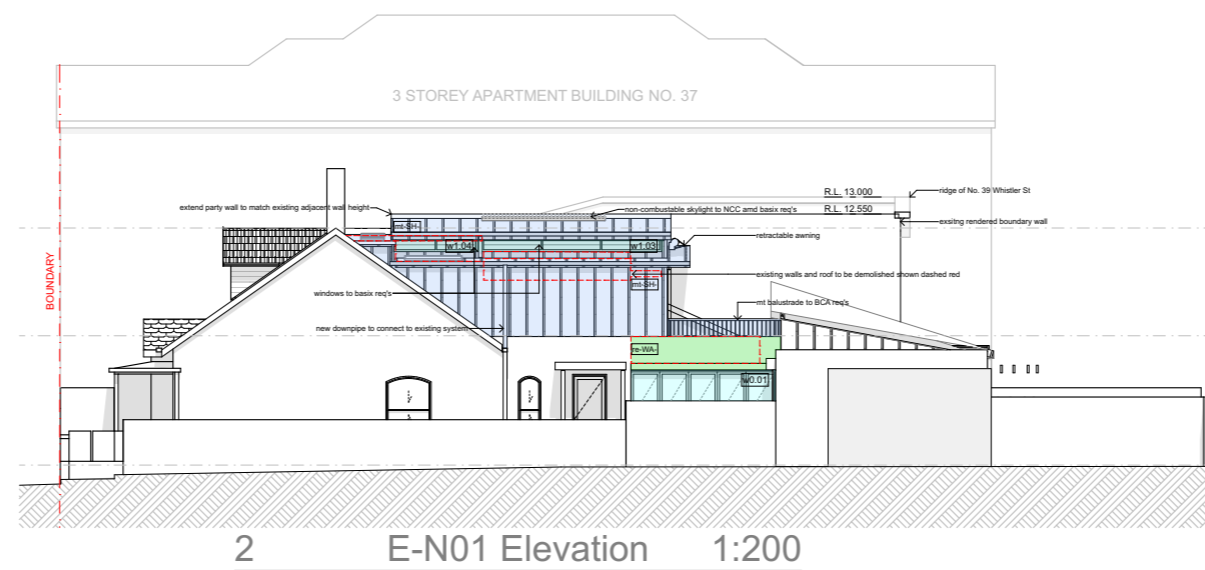 3 STOREY APARTMENT BUILDING NO. 37
R.L. 13,000
ridge of No. 39 Whistler St
extend party wall to match existing adjacent wall height
non-combustable skylight to NCC amd basix req's
R.L. 12,550
exsitng rendered boundary wall
mt-SH-
retractable awning
w1.04
w1.03
BOUNDARY
existing walls and roof to be demolished shown dashed red
mt-SH-
windows to basix req's
mt balustrade to BCA req's
new downpipe to connect to existing system
re-WA-
w0.01
2 E-N01 Elevation 1:200